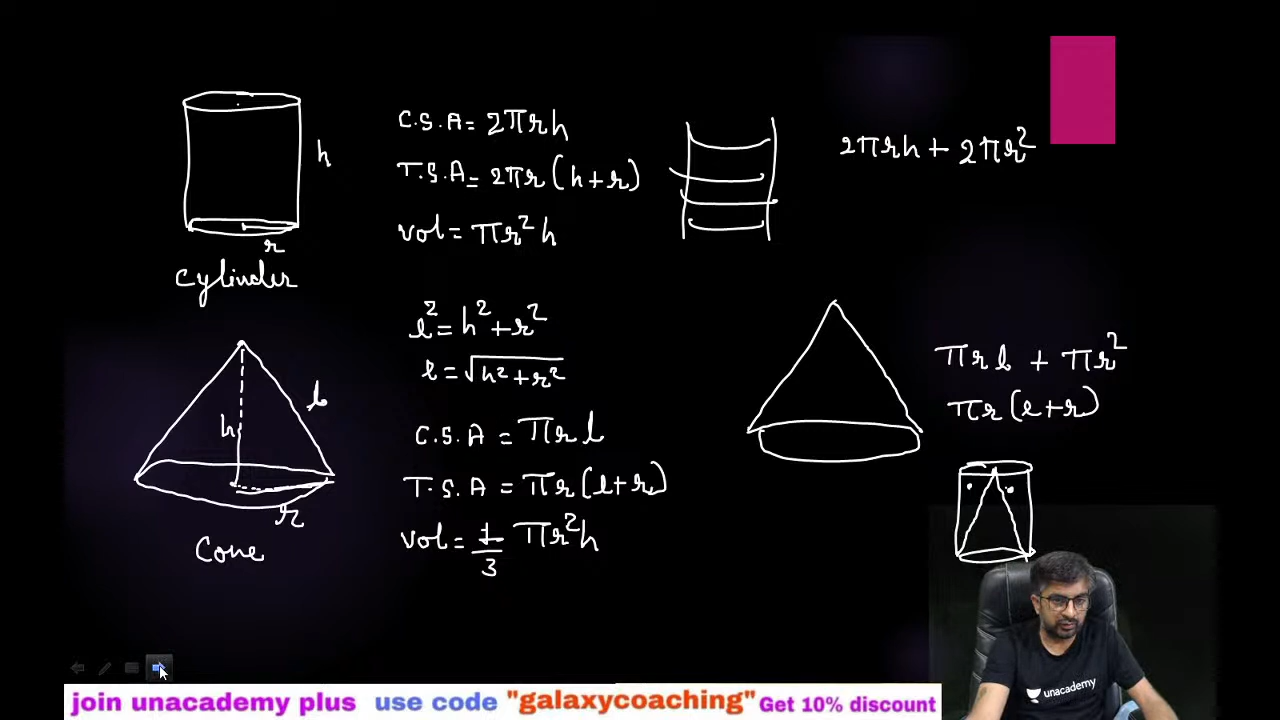 C.S.A = 2πrh
T.S.A = 2πr(h+r)
vol = πr²h
2πrh + 2πr²
h
r
Cylinder
l² = h² + r²
l = √h² + r²
C.S.A = πrl
T.S.A = πr(l+r)
vol = 1/3 πr²h
l
h
r
Cone
πrl + πr²
πr(l+r)
unacademy
join unacademy plus use code "galaxycoaching" Get 10% discount